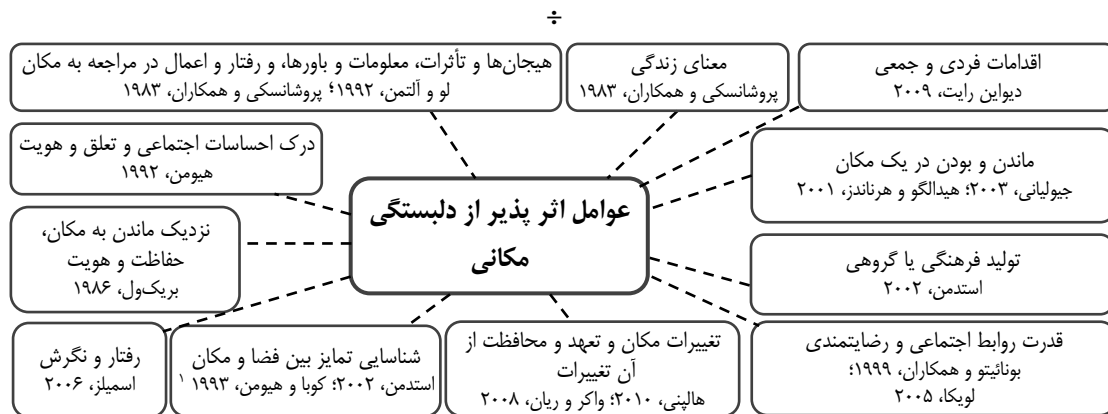 ÷
اقدامات فردی و جمعی
دیواین رایت، ۲۰۰۹
معنای زندگی
پروشانسکی و همکاران، ۱۹۸۳
هیجان‌ها و تأثرات، معلومات و باورها، و رفتار و اعمال در مراجعه به مکان
لو و آلتمن، ۱۹۹۲؛ پروشانسکی و همکاران، ۱۹۸۳
ماندن و بودن در یک مکان
جیولیانی، ۲۰۰۳؛ هیدالگو و هرناندز، ۲۰۰۱
درک احساسات اجتماعی و تعلق و هویت
هیومن، ۱۹۹۲
عوامل اثر پذیر از دلبستگی
مکانی
نزدیک ماندن به مکان،
حفاظت و هویت
بریک‌ول، ۱۹۸۶
تولید فرهنگی یا گروهی
استدمن، ۲۰۰۲
قدرت روابط اجتماعی و رضایتمندی
بونائیتو و همکاران، ۱۹۹۹؛
لویکا، ۲۰۰۵
تغییرات مکان و تعهد و محافظت از
آن تغییرات
هالپنی، ۲۰۱۰؛ واکر و ریان، ۲۰۰۸
شناسایی تمایز بین فضا و مکان
استدمن، ۲۰۰۲؛ کوبا و هیومن، ۱۹۹۳ ۱
رفتار و نگرش
اسمیلز، ۲۰۰۶